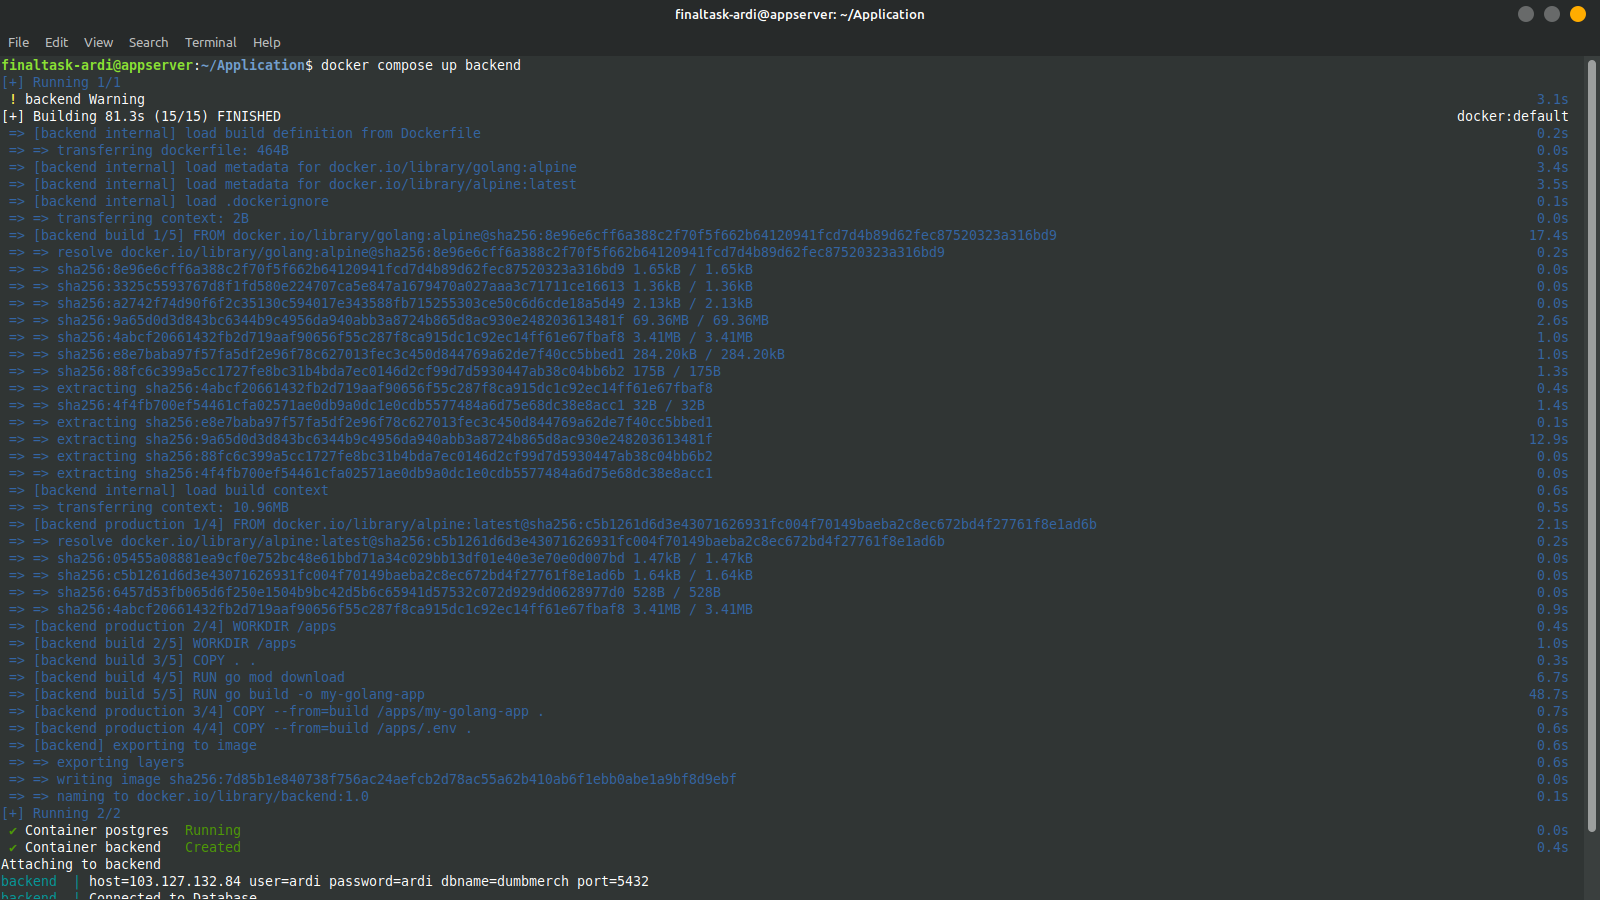 finaltask-ardi@appserver: ~/Application
File Edit View Search Terminal Help
finaltask-ardi@appserver:~/Application$ docker compose up backend
[+] Running 1/1
! backend Warning 3.1s
[+] Building 81.3s (15/15) FINISHED docker:default
=> [backend internal] load build definition from Dockerfile 0.2s
=> => transferring dockerfile: 464B 0.0s
=> [backend internal] load metadata for docker.io/library/golang:alpine 3.4s
=> [backend internal] load metadata for docker.io/library/alpine:latest 3.5s
=> [backend internal] load .dockerignore 0.1s
=> => transferring context: 2B 0.0s
=> [backend build 1/5] FROM docker.io/library/golang:alpine@sha256:8e96e6cff6a388c2f70f5f662b64120941fcd7d4b89d62fec87520323a316bd9 17.4s
=> => resolve docker.io/library/golang:alpine@sha256:8e96e6cff6a388c2f70f5f662b64120941fcd7d4b89d62fec87520323a316bd9 0.2s
=> => sha256:8e96e6cff6a388c2f70f5f662b64120941fcd7d4b89d62fec87520323a316bd9 1.65kB / 1.65kB 0.0s
=> => sha256:3325c5593767d8f1fd580e224707ca5e847a1679470a027aaa3c71711ce16613 1.36kB / 1.36kB 0.0s
=> => sha256:a2742f74d90f6f2c35130c594017e343588fb715255303ce50c6d6cde18a5d49 2.13kB / 2.13kB 0.0s
=> => sha256:9a65d0d3d843bc6344b9c4956da940abb3a8724b865d8ac930e248203613481f 69.36MB / 69.36MB 2.6s
=> => sha256:4abcf20661432fb2d719aaf90656f55c287f8ca915dc1c92ec14ff61e67fbaf8 3.41MB / 3.41MB 1.0s
=> => sha256:e8e7baba97f57fa5df2e96f78c627013fec3c450d844769a62de7f40cc5bbed1 284.20kB / 284.20kB 1.0s
=> => sha256:88fc6c399a5cc1727fe8bc31b4bda7ec0146d2cf99d7d5930447ab38c04bb6b2 175B / 175B 1.3s
=> => extracting sha256:4abcf20661432fb2d719aaf90656f55c287f8ca915dc1c92ec14ff61e67fbaf8 0.4s
=> => sha256:4f4fb700ef54461cfa02571ae0db9a0dc1e0cdb5577484a6d75e68dc38e8acc1 32B / 32B 1.4s
=> => extracting sha256:e8e7baba97f57fa5df2e96f78c627013fec3c450d844769a62de7f40cc5bbed1 0.1s
=> => extracting sha256:9a65d0d3d843bc6344b9c4956da940abb3a8724b865d8ac930e248203613481f 12.9s
=> => extracting sha256:88fc6c399a5cc1727fe8bc31b4bda7ec0146d2cf99d7d5930447ab38c04bb6b2 0.0s
=> => extracting sha256:4f4fb700ef54461cfa02571ae0db9a0dc1e0cdb5577484a6d75e68dc38e8acc1 0.0s
=> [backend internal] load build context 0.6s
=> => transferring context: 10.96MB 0.5s
=> [backend production 1/4] FROM docker.io/library/alpine:latest@sha256:c5b1261d6d3e43071626931fc004f70149baeba2c8ec672bd4f27761f8e1ad6b 2.1s
=> => resolve docker.io/library/alpine:latest@sha256:c5b1261d6d3e43071626931fc004f70149baeba2c8ec672bd4f27761f8e1ad6b 0.2s
=> => sha256:05455a08881ea9cf0e752bc48e61bbd71a34c029bb13df01e40e3e70e0d007bd 1.47kB / 1.47kB 0.0s
=> => sha256:c5b1261d6d3e43071626931fc004f70149baeba2c8ec672bd4f27761f8e1ad6b 1.64kB / 1.64kB 0.0s
=> => sha256:6457d53fb065d6f250e1504b9bc42d5b6c65941d57532c072d929dd0628977d0 528B / 528B 0.0s
=> => sha256:4abcf20661432fb2d719aaf90656f55c287f8ca915dc1c92ec14ff61e67fbaf8 3.41MB / 3.41MB 0.9s
=> [backend production 2/4] WORKDIR /apps 0.4s
=> [backend build 2/5] WORKDIR /apps 1.0s
=> [backend build 3/5] COPY . . 0.3s
=> [backend build 4/5] RUN go mod download 6.7s
=> [backend build 5/5] RUN go build -o my-golang-app 48.7s
=> [backend production 3/4] COPY --from=build /apps/my-golang-app . 0.7s
=> [backend production 4/4] COPY --from=build /apps/.env . 0.6s
=> [backend] exporting to image 0.6s
=> => exporting layers 0.6s
=> => writing image sha256:7d85b1e840738f756ac24aefcb2d78ac55a62b410ab6f1ebb0abe1a9bf8d9ebf 0.0s
=> => naming to docker.io/library/backend:1.0 0.1s
[+] Running 2/2
✔ Container postgres Running 0.0s
✔ Container backend Created 0.4s
Attaching to backend
backend | host=103.127.132.84 user=ardi password=ardi dbname=dumbmerch port=5432
backend | Connected to Database